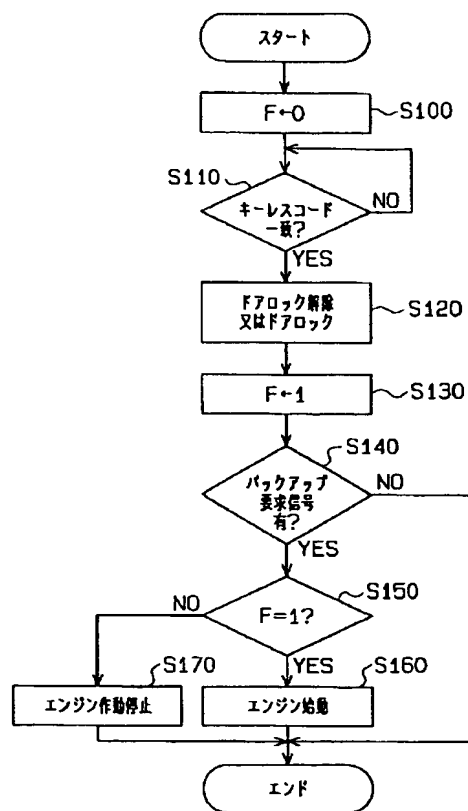 スタート
F←0
S100
S110
キーレスコード
一致?
NO
YES
ドアロック解除
又はドアロック
S120
F←1
S130
S140
バックアップ
要求信号
有?
NO
YES
S150
F=1?
NO
YES
S170
エンジン作動停止
S160
エンジン始動
エンド